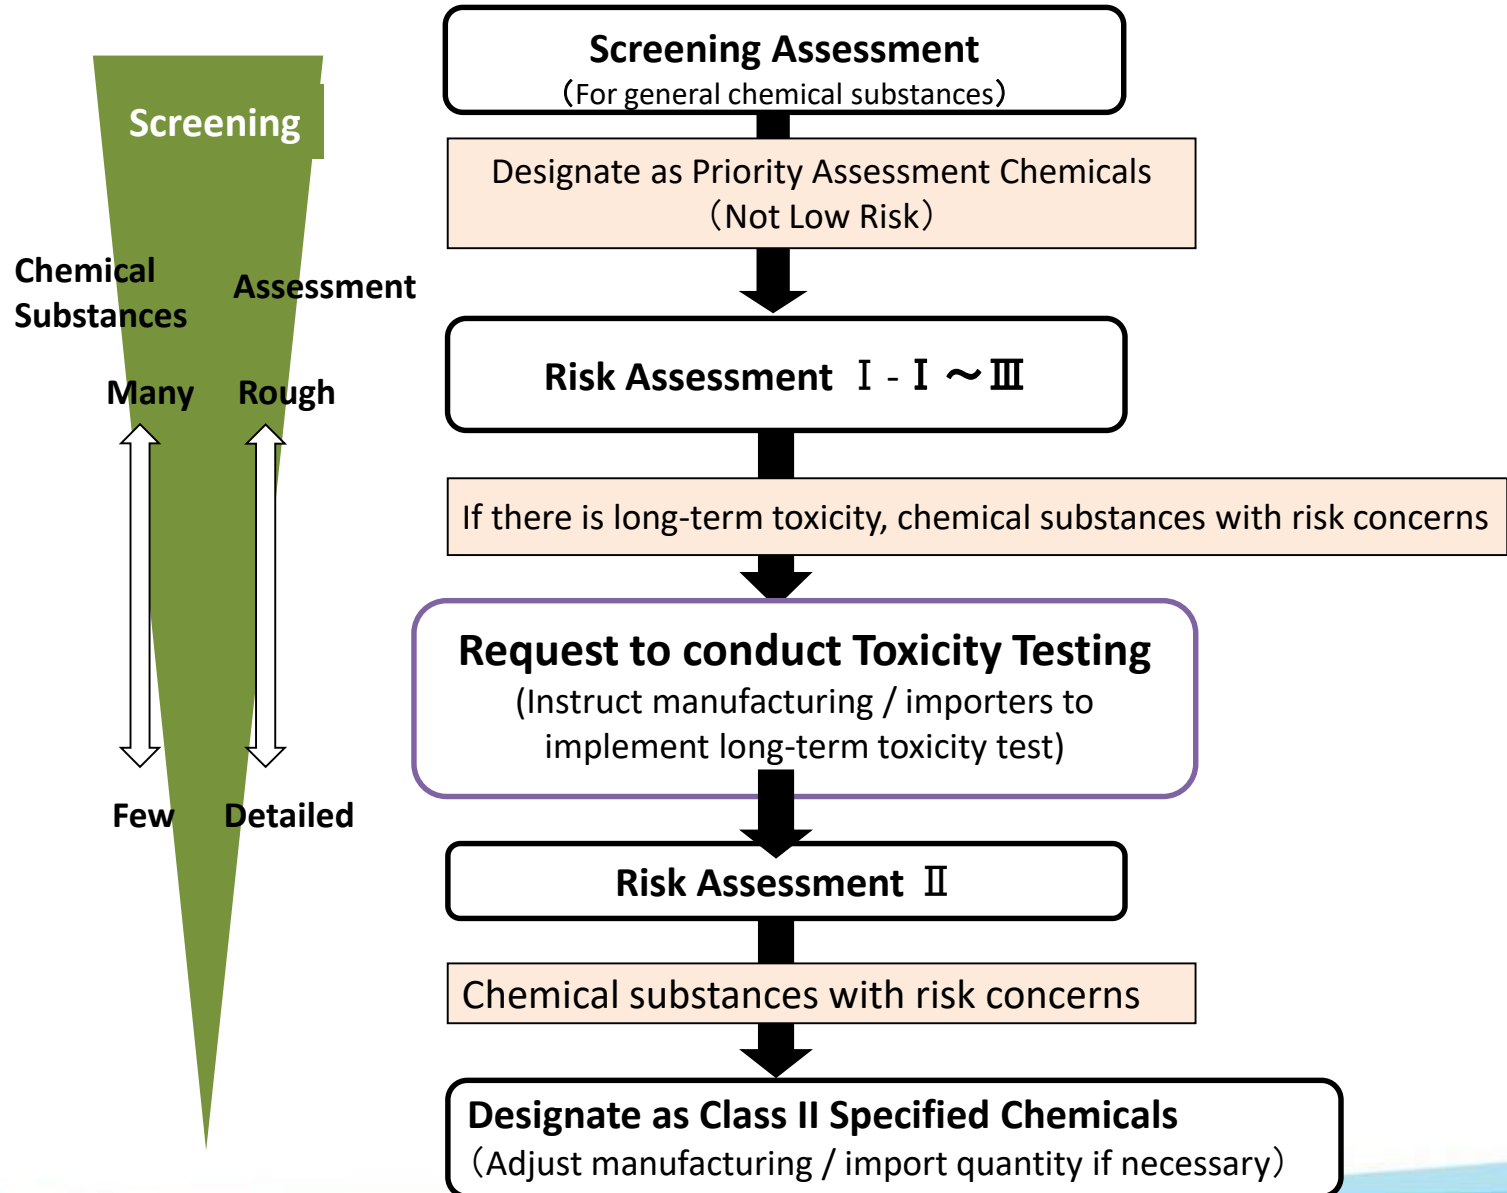 Screening
Chemical
Substances
Assessment
Many
Rough
Few
Detailed
Screening Assessment
（For general chemical substances）
Designate as Priority Assessment Chemicals
（Not Low Risk）
Risk Assessment Ⅰ - Ⅰ ～ Ⅲ
If there is long-term toxicity, chemical substances with risk concerns
Request to conduct Toxicity Testing
(Instruct manufacturing / importers to
implement long-term toxicity test)
Risk Assessment Ⅱ
Chemical substances with risk concerns
Designate as Class II Specified Chemicals
（Adjust manufacturing / import quantity if necessary）